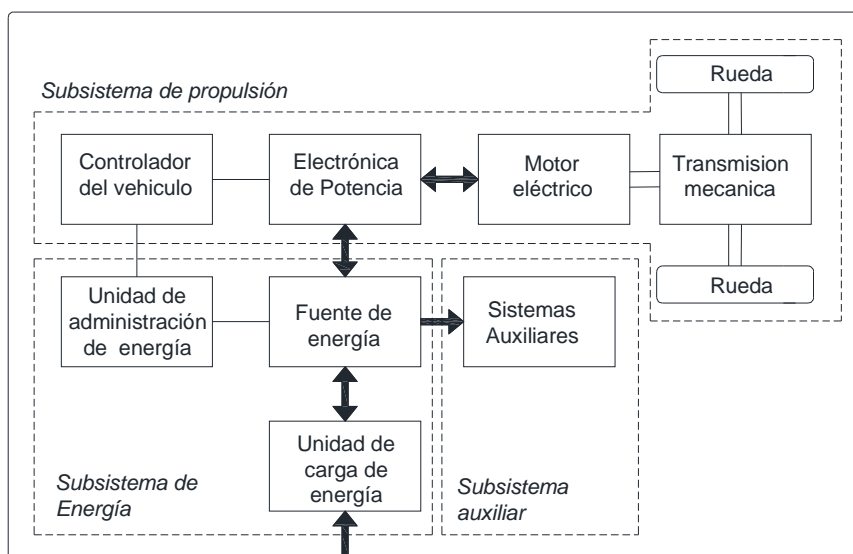 Rueda
Subsistema de propulsión
Controlador
del vehiculo
Electrónica
de Potencia
Motor
eléctrico
Transmision
mecanica
Rueda
Unidad de
administración
de energía
Fuente de
energía
Sistemas
Auxiliares
Unidad de
carga de
energía
Subsistema de
Energía
Subsistema
auxiliar